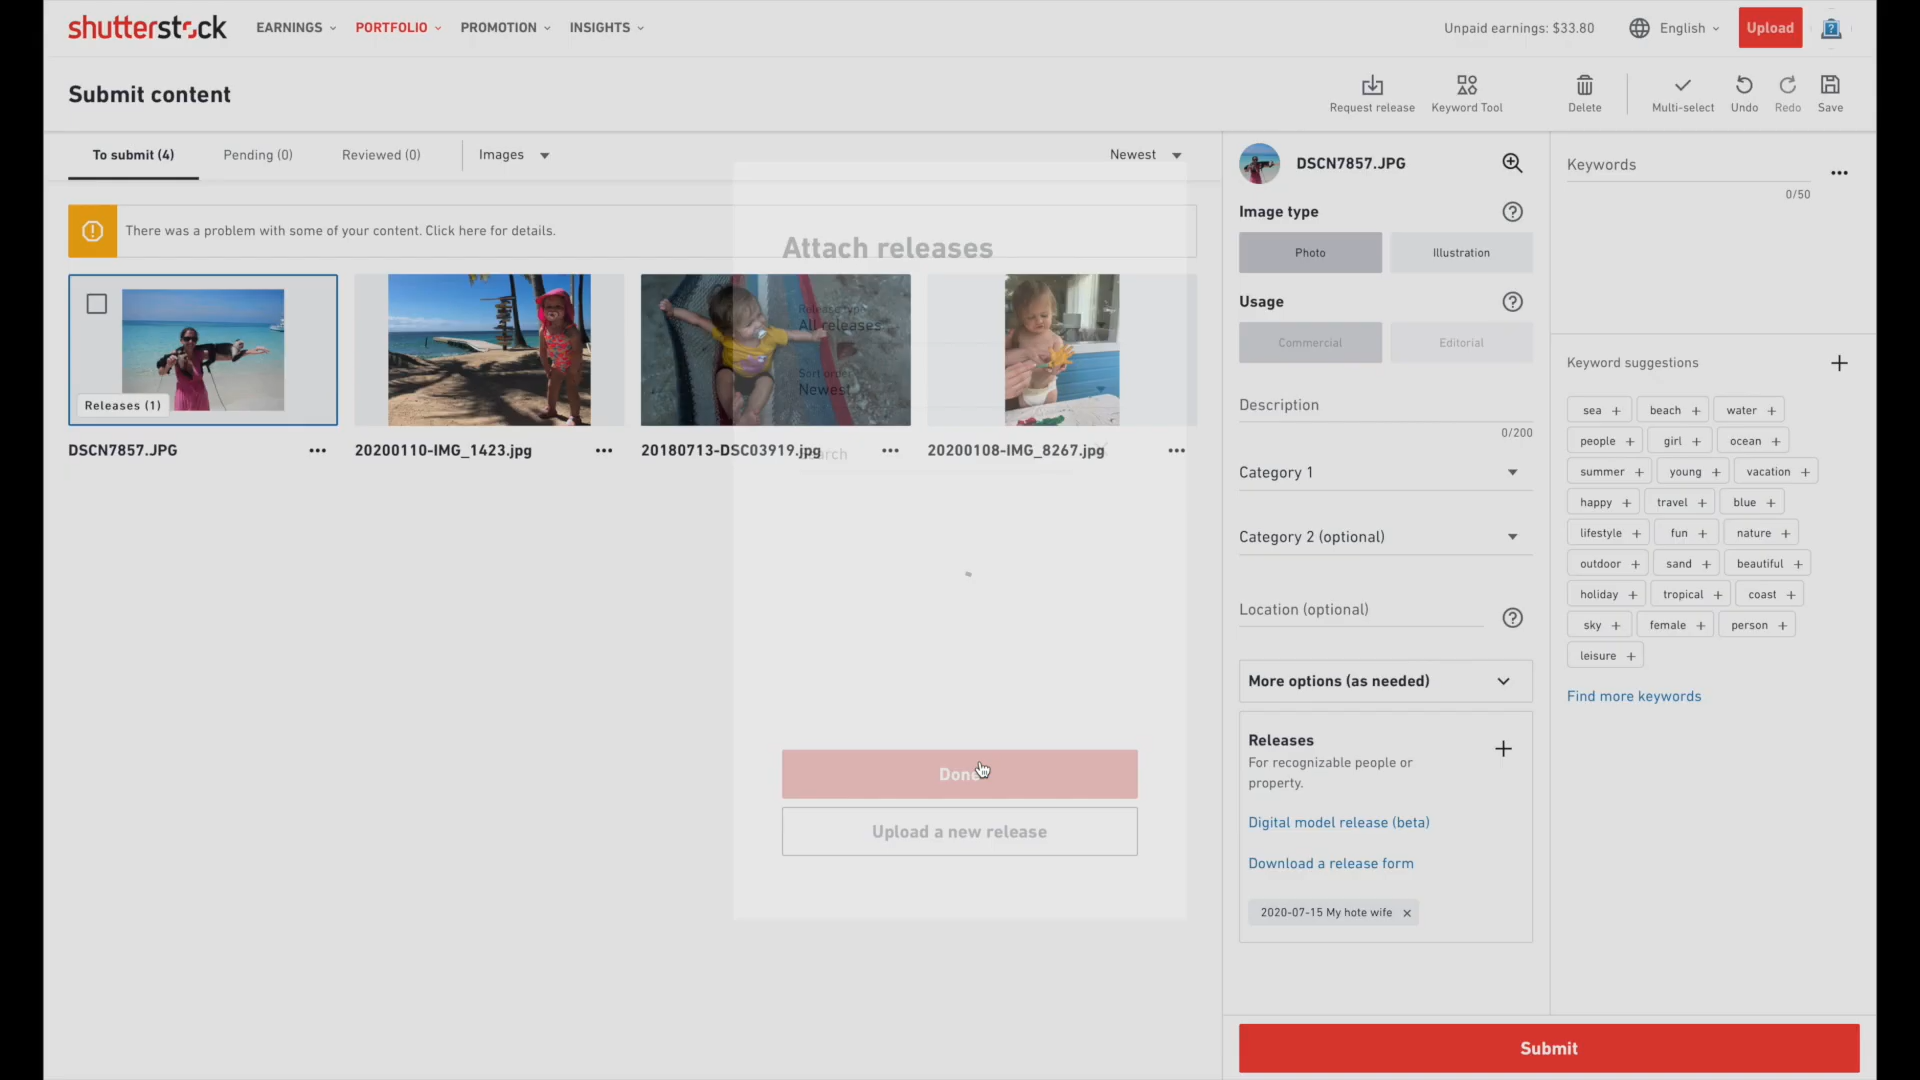 shutterstock
EARNINGS
PORTFOLIO
PROMOTION
INSIGHTS
Unpaid earnings: $33.80
English
Upload
Submit content
Request release
Keyword Tool
Delete
Multi-select
Undo
Redo
Save
To submit (4)
Pending (0)
Reviewed (0)
Images
Newest
There was a problem with some of your content. Click here for details.
Releases (1)
DSCN7857.JPG
20200110-IMG_1423.jpg
20180713-DSC03919.jpg
20200108-IMG_8267.jpg
Attach releases
Release type
All releases
Sort order
Newest
Search
Done
Upload a new release
DSCN7857.JPG
Image type
Photo
Illustration
Usage
Commercial
Editorial
Description
0/200
Category 1
Category 2 (optional)
Location (optional)
More options (as needed)
Releases
For recognizable people or
property.
Digital model release (beta)
Download a release form
2020-07-15 My hote wife
Keywords
0/50
Keyword suggestions
sea + beach + water +
people + girl + ocean +
summer + young + vacation +
happy + travel + blue +
lifestyle + fun + nature +
outdoor + sand + beautiful +
holiday + tropical + coast +
sky + female + person +
leisure +
Find more keywords
Submit